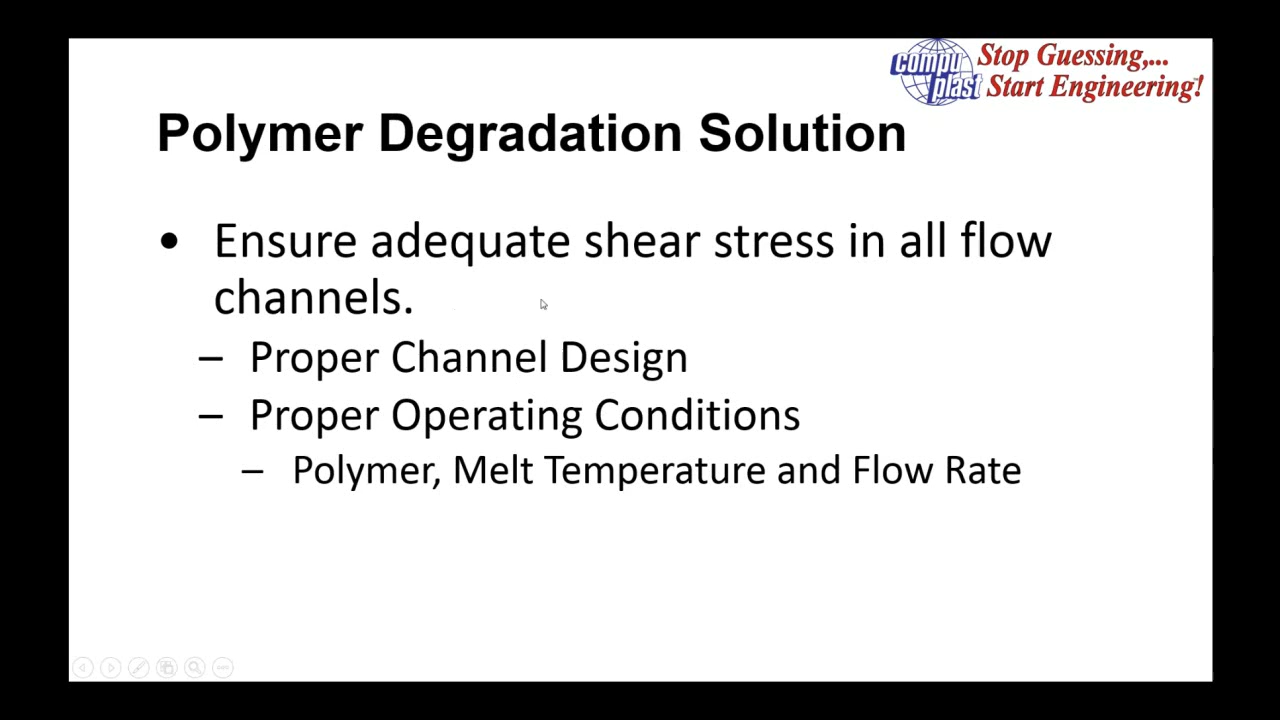 compu
plast
Stop Guessing,...
Start Engineering!
Polymer Degradation Solution
• Ensure adequate shear stress in all flow
channels.
– Proper Channel Design
– Proper Operating Conditions
– Polymer, Melt Temperature and Flow Rate